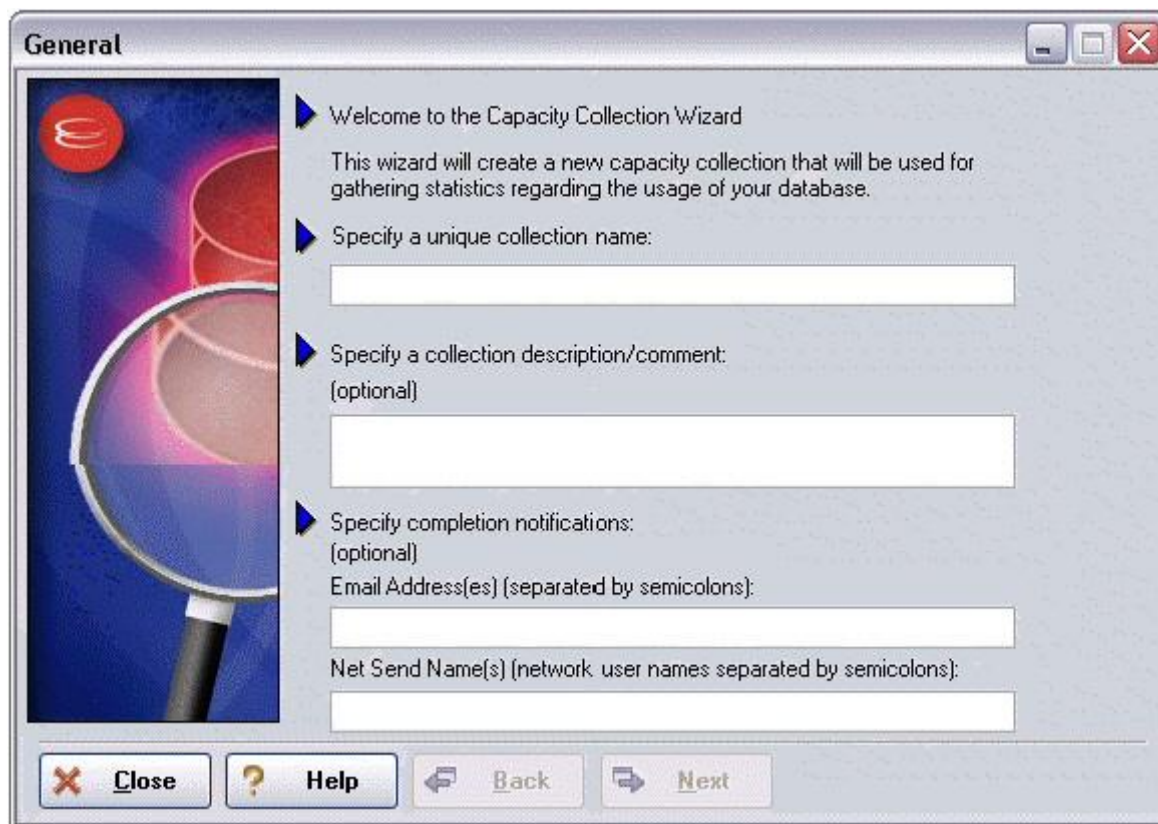 General
Welcome to the Capacity Collection Wizard
This wizard will create a new capacity collection that will be used for
gathering statistics regarding the usage of your database.
Specify a unique collection name:
Specify a collection description/comment:
(optional)
Specify completion notifications:
(optional)
Email Address(es) (separated by semicolons):
Net Send Name(s) (network user names separated by semicolons):
Close Help Back Next